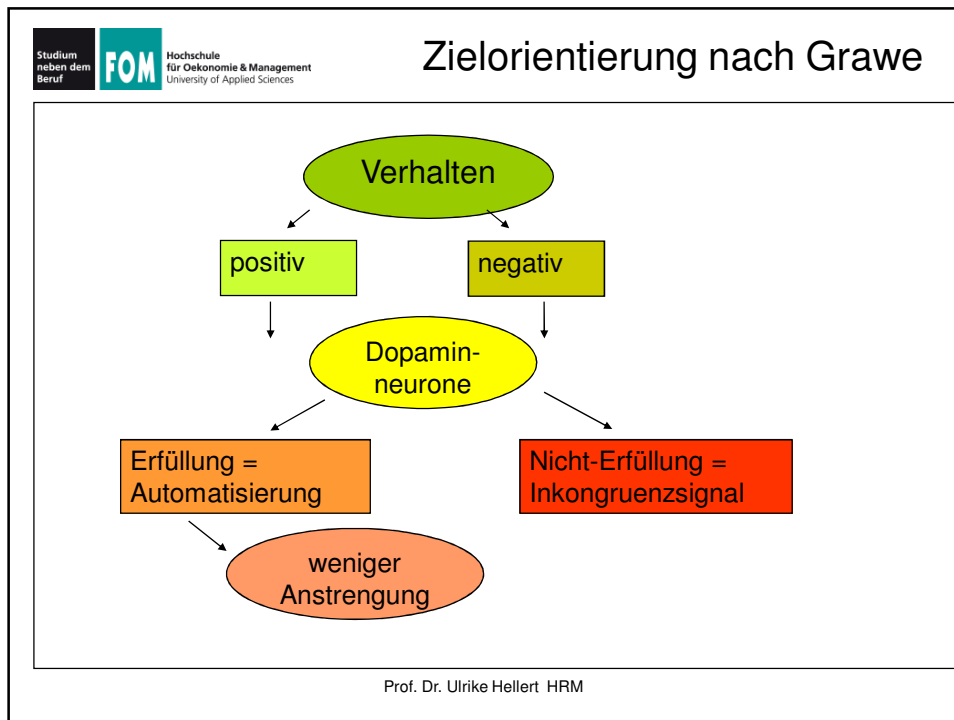 Studium
neben dem
Beruf
FOM
Hochschule
für Oekonomie & Management
University of Applied Sciences
Zielorientierung nach Grawe
Verhalten
positiv
negativ
Dopamin-
neurone
Erfüllung =
Automatisierung
Nicht-Erfüllung =
Inkongruenzsignal
weniger
Anstrengung
Prof. Dr. Ulrike Hellert HRM